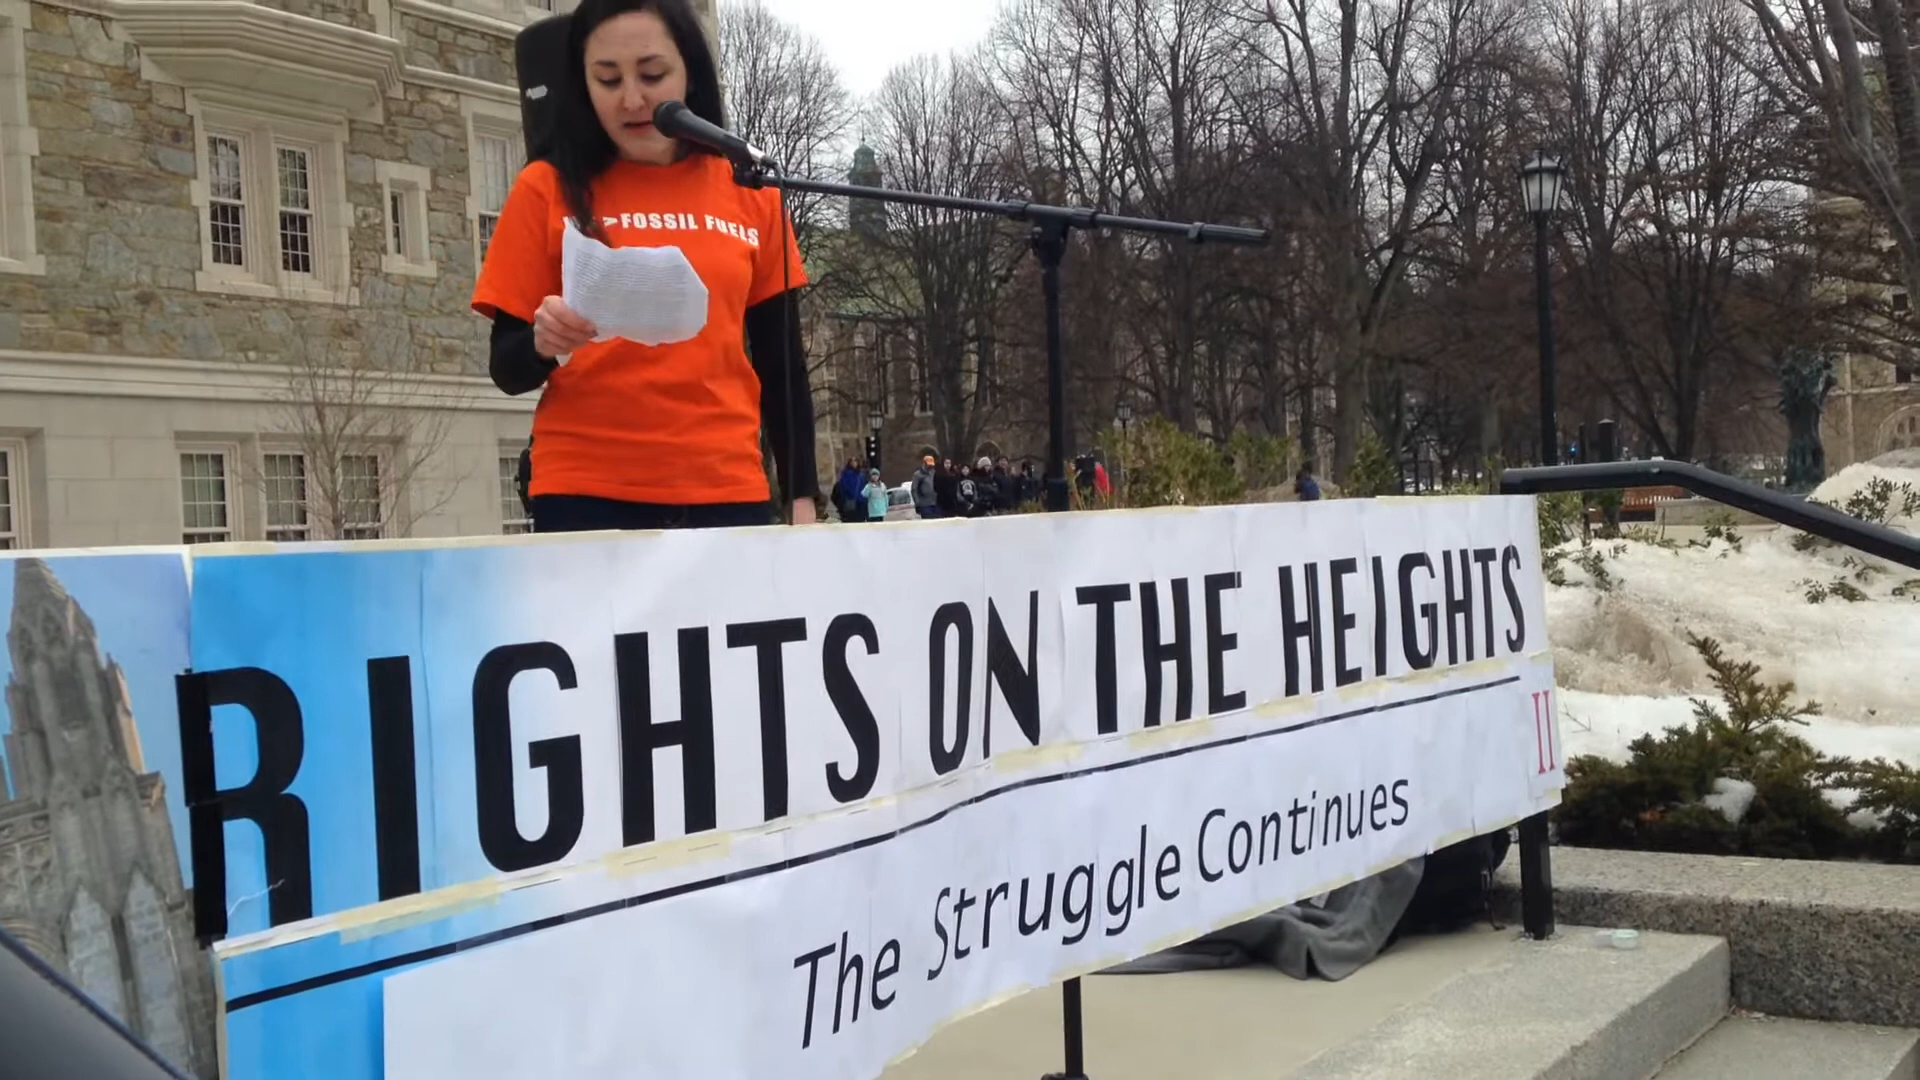 >FOSSIL FUELS
RIGHTS ON THE HEIGHTS
II
The Struggle Continues